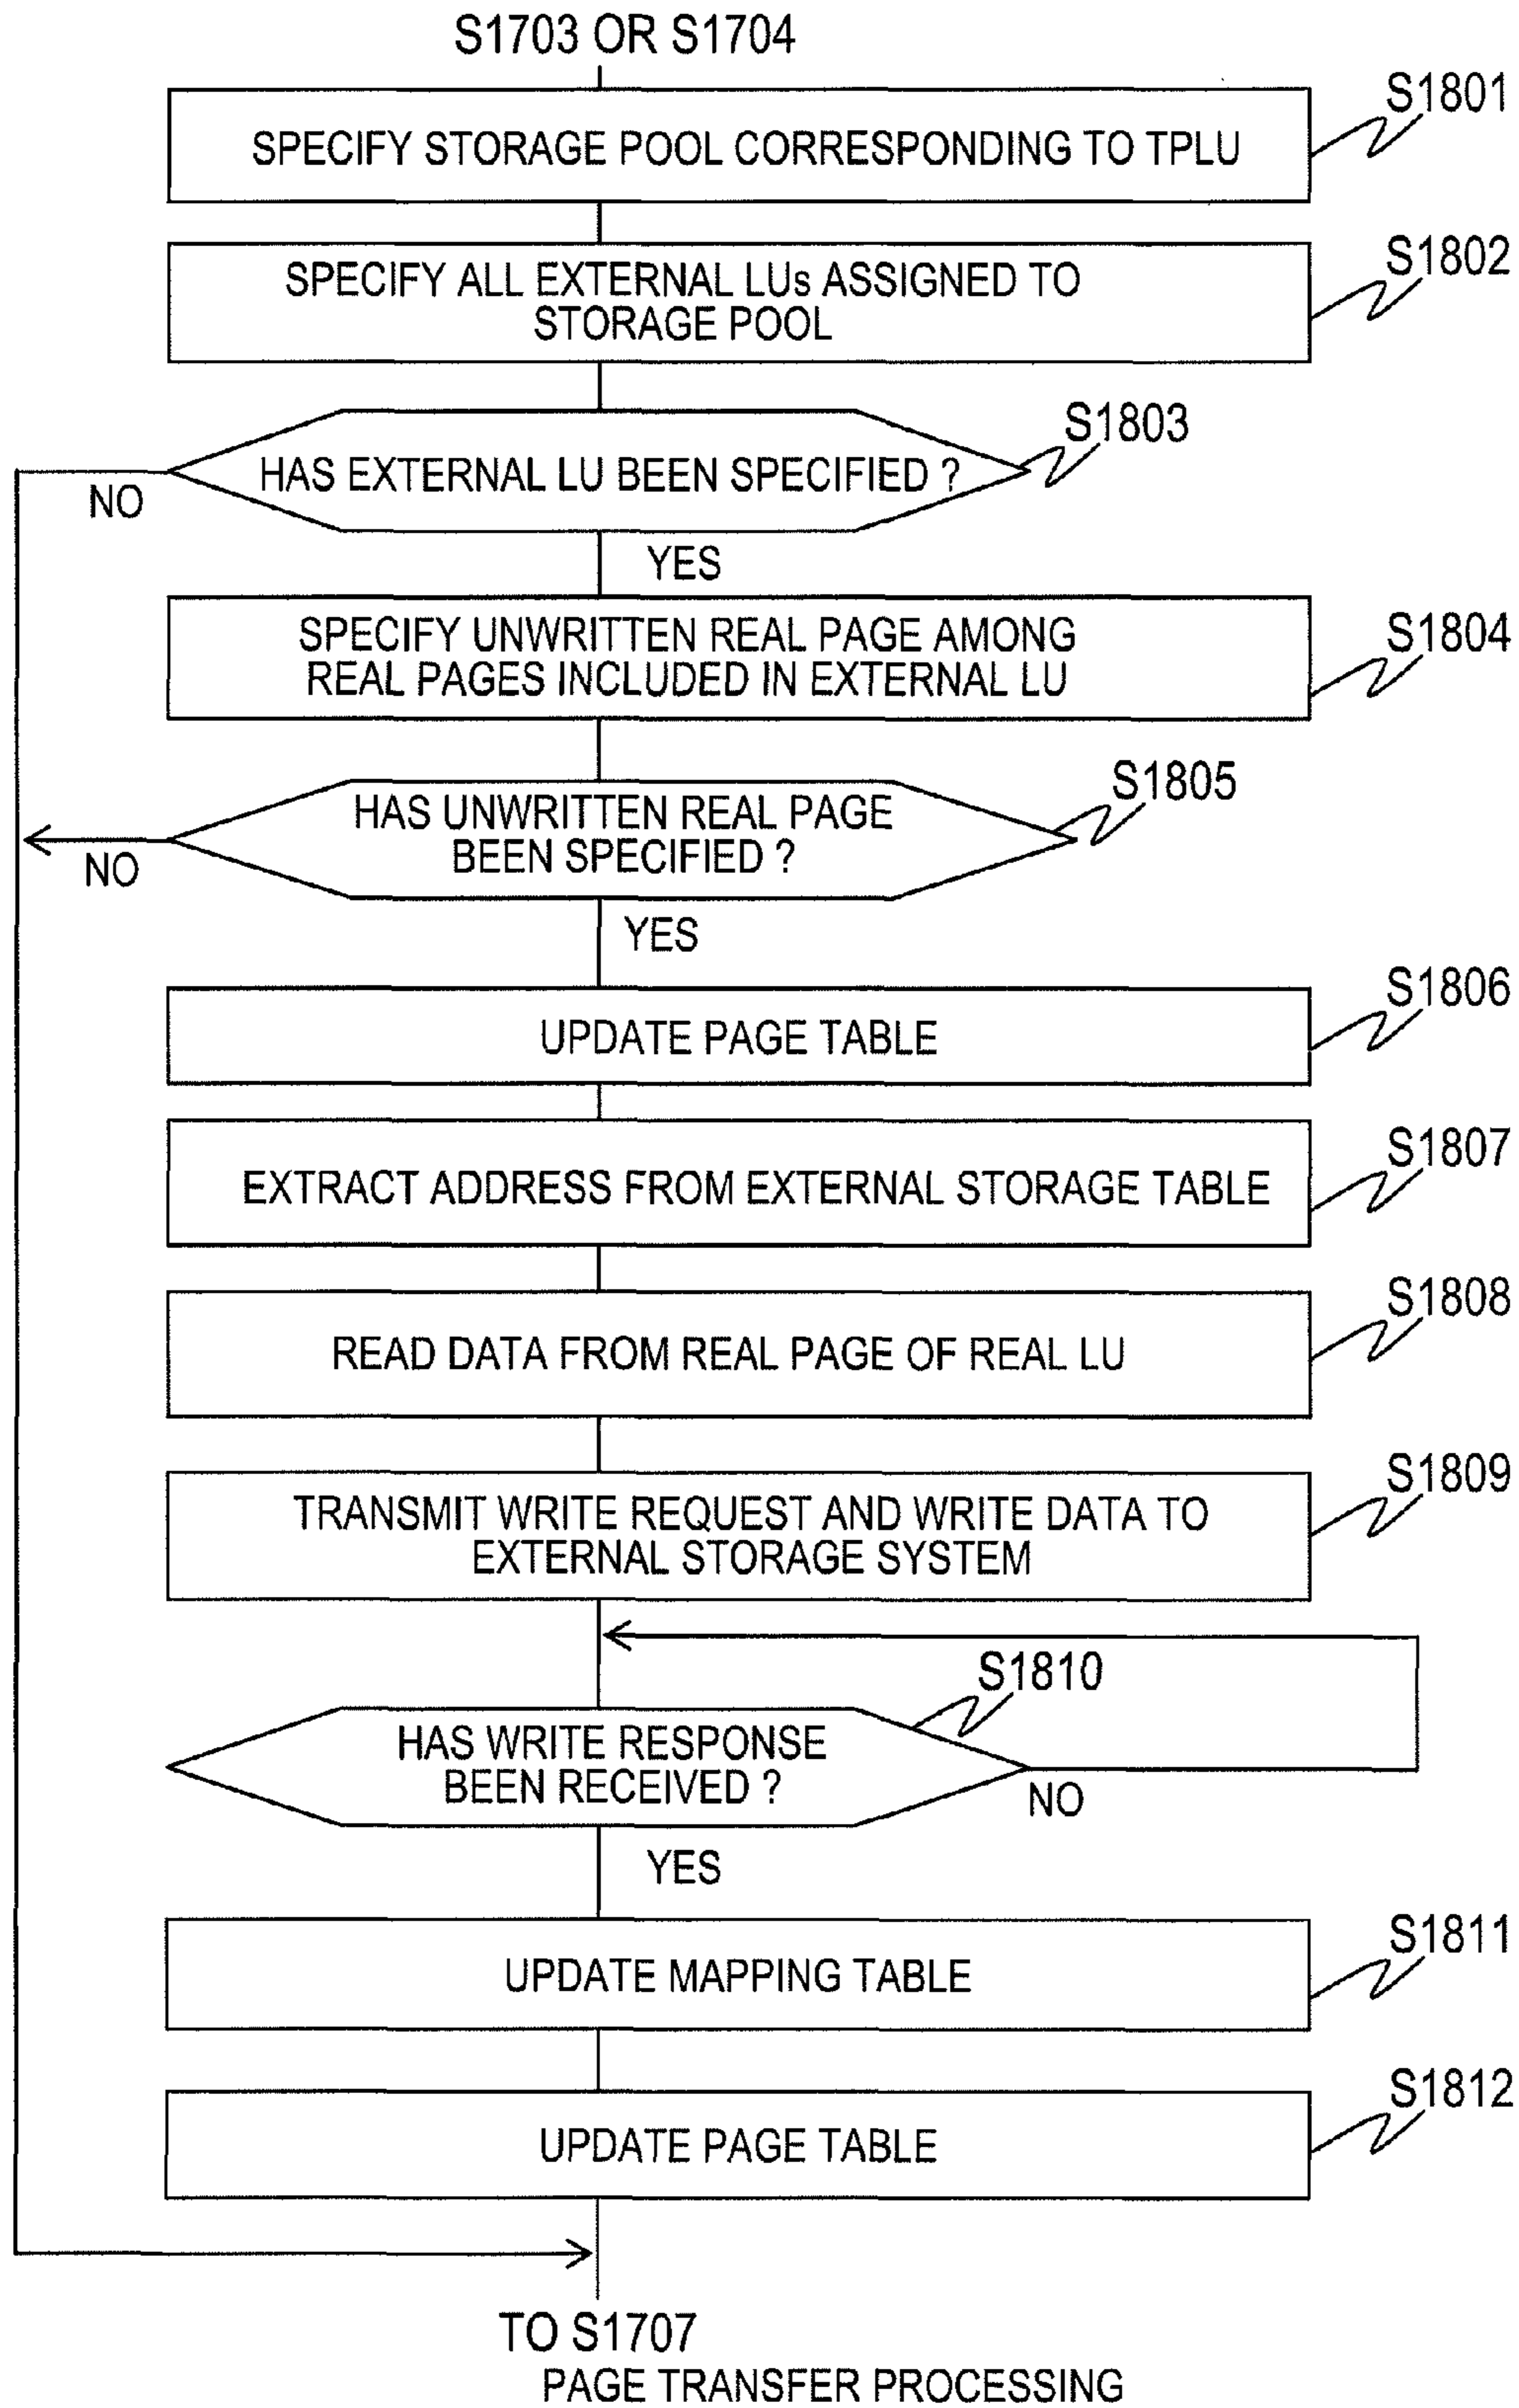 S1703 OR S1704
S1801
SPECIFY STORAGE POOL CORRESPONDING TO TPLU
S1802
SPECIFY ALL EXTERNAL LUs ASSIGNED TO
STORAGE POOL
S1803
HAS EXTERNAL LU BEEN SPECIFIED ?
NO
YES
S1804
SPECIFY UNWRITTEN REAL PAGE AMONG
REAL PAGES INCLUDED IN EXTERNAL LU
S1805
HAS UNWRITTEN REAL PAGE
BEEN SPECIFIED ?
NO
YES
S1806
UPDATE PAGE TABLE
S1807
EXTRACT ADDRESS FROM EXTERNAL STORAGE TABLE
S1808
READ DATA FROM REAL PAGE OF REAL LU
S1809
TRANSMIT WRITE REQUEST AND WRITE DATA TO
EXTERNAL STORAGE SYSTEM
S1810
HAS WRITE RESPONSE
BEEN RECEIVED ?
NO
YES
S1811
UPDATE MAPPING TABLE
S1812
UPDATE PAGE TABLE
TO S1707
PAGE TRANSFER PROCESSING